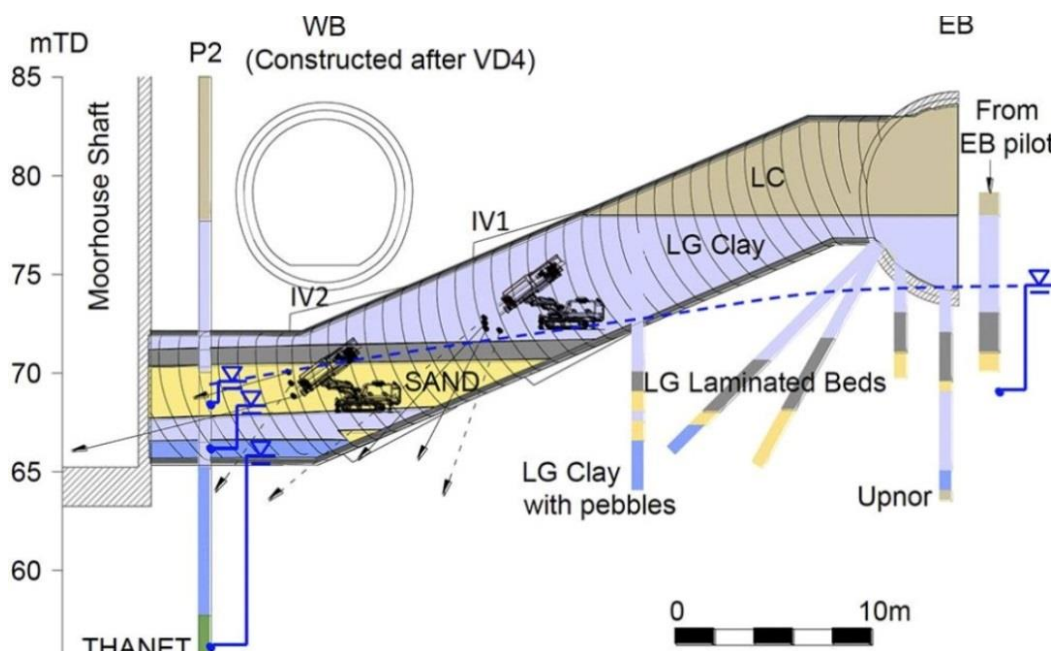 mTD
WB
EB
P2
(Constructed after VD4)
85
Moorhouse Shaft
From
EB pilot
80
LC
IV1
LG Clay
75
IV2
70
SAND
LG Laminated Beds
65
LG Clay
with pebbles
Upnor
60
0
10m
THANET